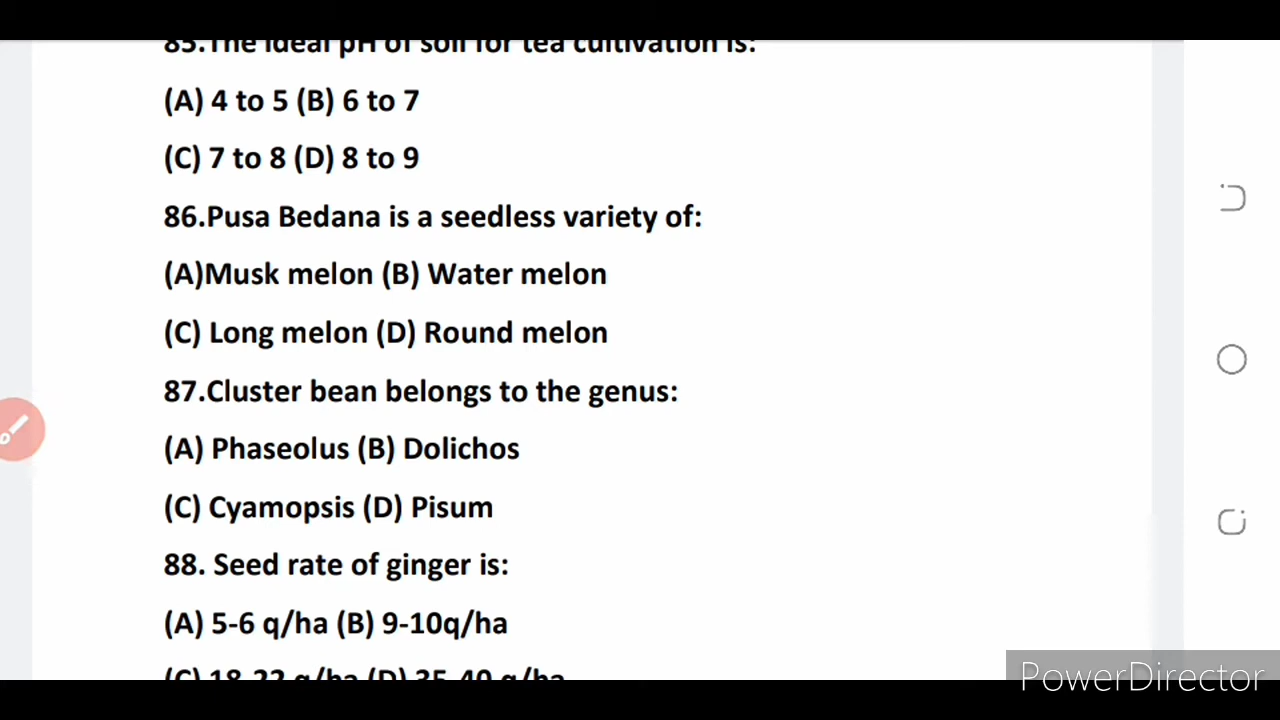 85.The ideal pH of soil for tea cultivation is:
(A) 4 to 5 (B) 6 to 7
(C) 7 to 8 (D) 8 to 9
86.Pusa Bedana is a seedless variety of:
(A)Musk melon (B) Water melon
(C) Long melon (D) Round melon
87.Cluster bean belongs to the genus:
(A) Phaseolus (B) Dolichos
(C) Cyamopsis (D) Pisum
88. Seed rate of ginger is:
(A) 5-6 q/ha (B) 9-10q/ha
(C) 18-22 q/ha (D) 35-40 q/ha
PowerDirector